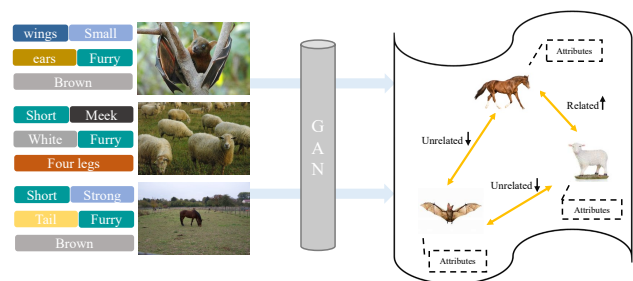 wings Small
ears Furry
Brown
Short Meek
White Furry
Four legs
Short Strong
Tail Furry
Brown
GAN
Attributes
Related
Unrelated
Unrelated
Attributes
Attributes